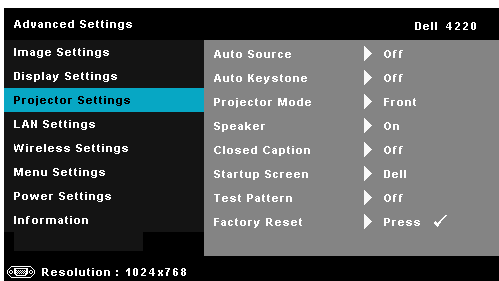 Advanced Settings Dell 4220
Image Settings
Display Settings
Projector Settings
LAN Settings
Wireless Settings
Menu Settings
Power Settings
Information
Auto Source Off
Auto Keystone Off
Projector Mode Front
Speaker On
Closed Caption Off
Startup Screen Dell
Test Pattern Off
Factory Reset Press
Resolution : 1024x768